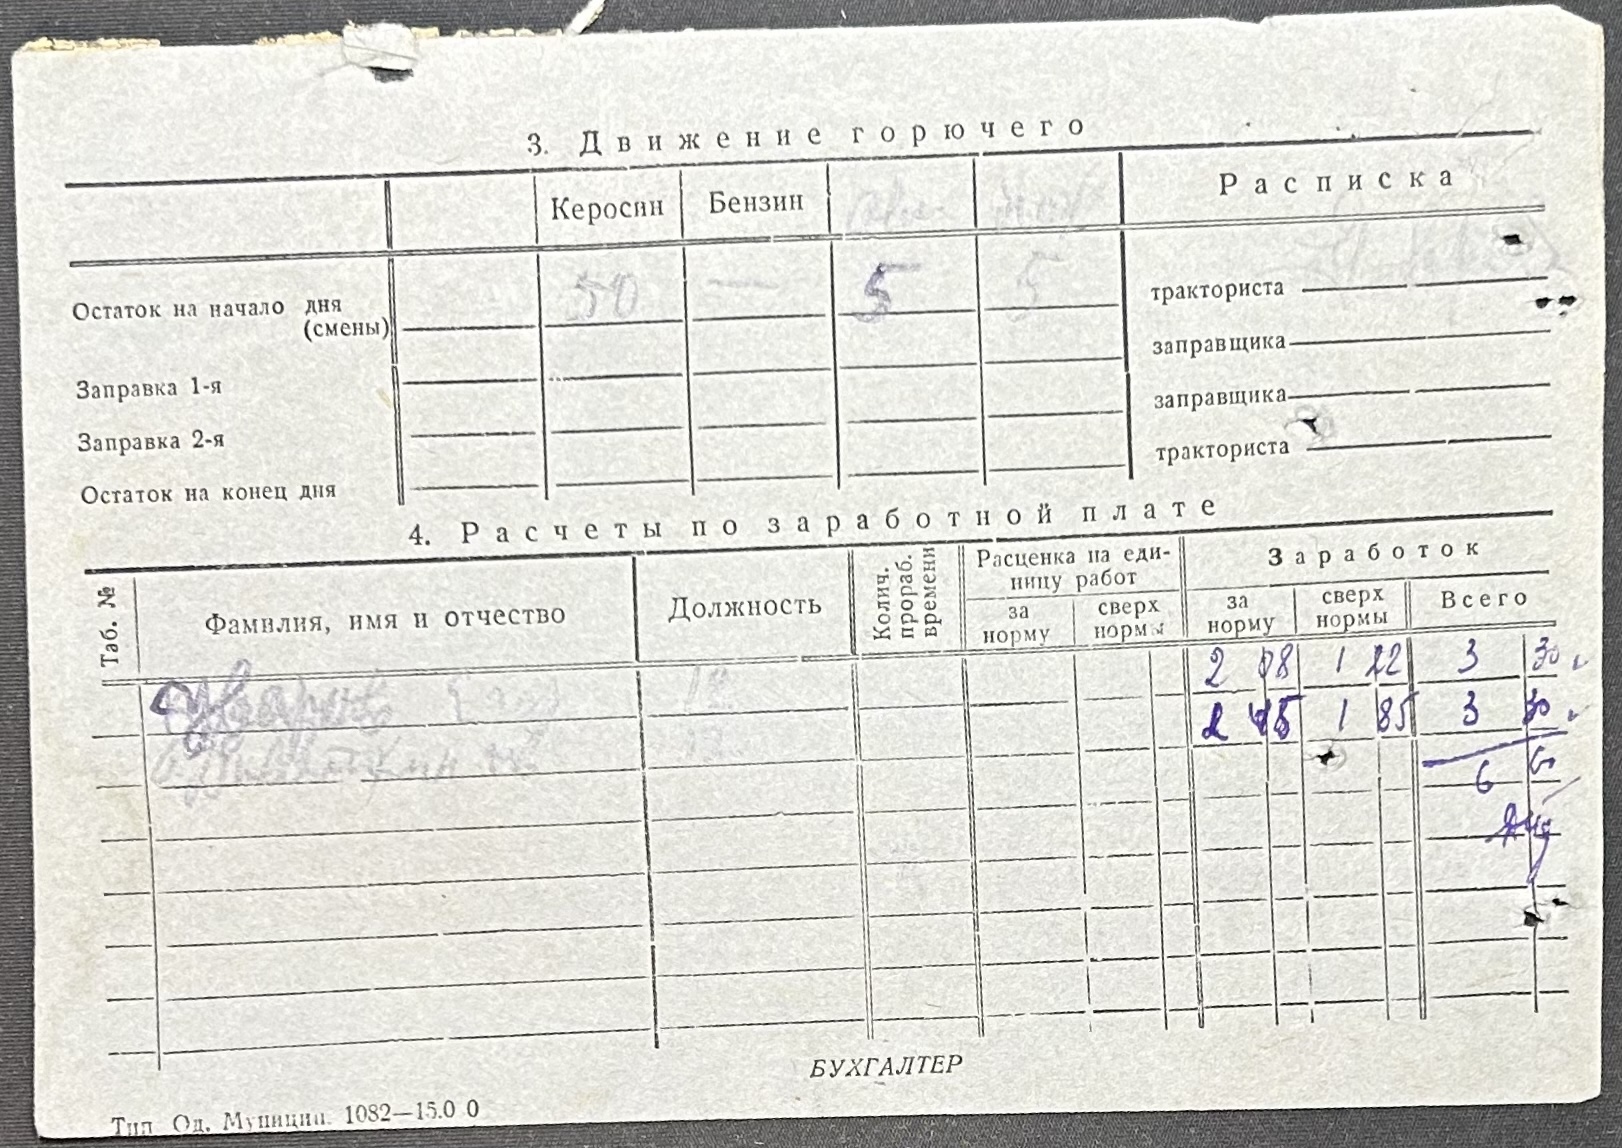 3. Движение горючего
Керосин Бензин Расписка
Остаток на начало дня (смены) 50 — 5 5 тракториста
Заправка 1-я заправщика
Заправка 2-я заправщика
Остаток на конец дня тракториста
4. Расчеты по заработной плате
Таб. № Фамилия, имя и отчество Должность Колич. прораб. времени Расценка на единицу работ Заработок
за норму сверх нормы за норму сверх нормы Всего
2 08 1 22 3 30
1 85 3 30
6 60
БУХГАЛТЕР
Тип Од. Муницип. 1082—15.0 0